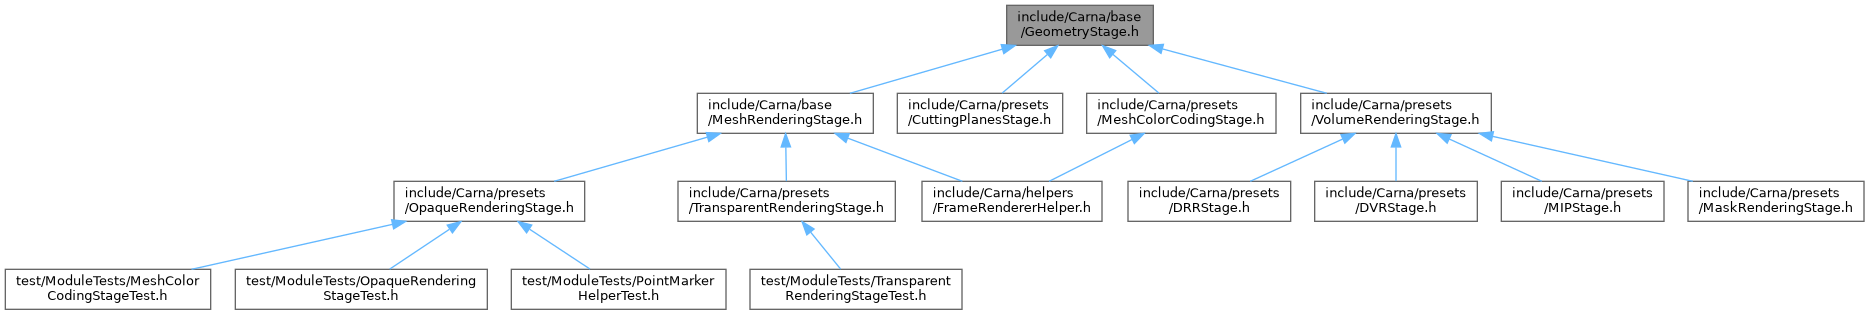 include/Carna/base
/GeometryStage.h
include/Carna/base
/MeshRenderingStage.h
include/Carna/presets
/CuttingPlanesStage.h
include/Carna/presets
/MeshColorCodingStage.h
include/Carna/presets
/VolumeRenderingStage.h
include/Carna/presets
/OpaqueRenderingStage.h
include/Carna/presets
/TransparentRenderingStage.h
include/Carna/helpers
/FrameRendererHelper.h
include/Carna/presets
/DRRStage.h
include/Carna/presets
/DVRStage.h
include/Carna/presets
/MIPStage.h
include/Carna/presets
/MaskRenderingStage.h
test/ModuleTests/MeshColor
CodingStageTest.h
test/ModuleTests/OpaqueRendering
StageTest.h
test/ModuleTests/PointMarker
HelperTest.h
test/ModuleTests/Transparent
RenderingStageTest.h